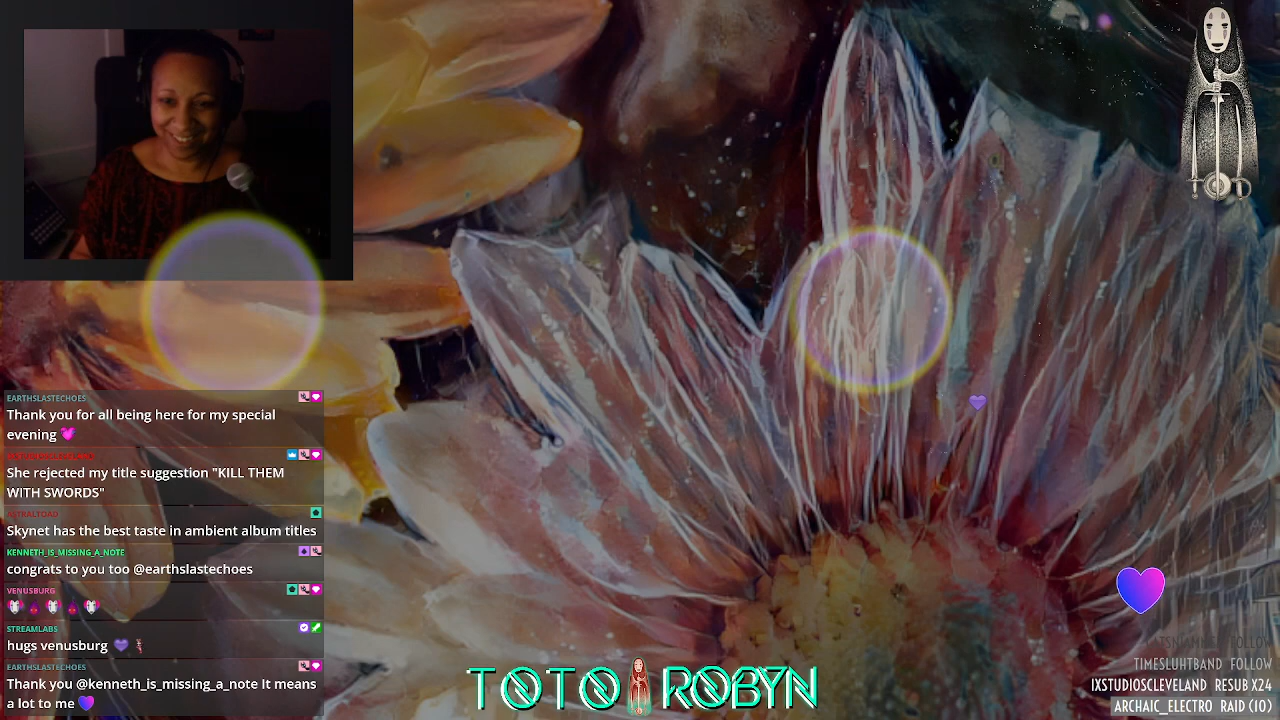 EARTHSLASTECHOES
Thank you for all being here for my special
evening
She rejected my title suggestion "KILL THEM
WITH SWORDS"
ASTRALTOAD
Skynet has the best taste in ambient album titles
KENNETH_IS_MISSING_A_NOTE
congrats to you too @earthslastechoes
VENUSBURG
STREAMLABS
hugs venusburg
EARTHSLASTECHOES
Thank you @kenneth_is_missing_a_note It means
a lot to me
TOTO ROBYN
FOLLOW
TIMESLUHTBAND FOLLOW
IXSTUDIOSCLEVELAND RESUB X24
ARCHAIC_ELECTRO RAID (10)